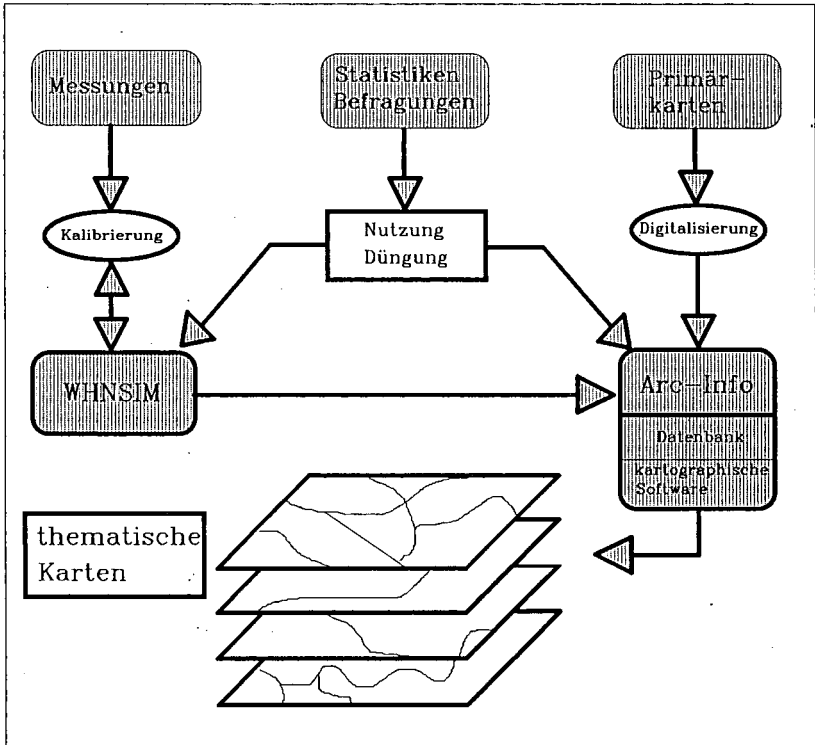 Messungen
Statistiken
Befragungen
Primär-
karten
Kalibrierung
Nutzung
Düngung
Digitalisierung
WHNSIM
Arc-Info
Datenbank
kartographische
Software
thematische
Karten